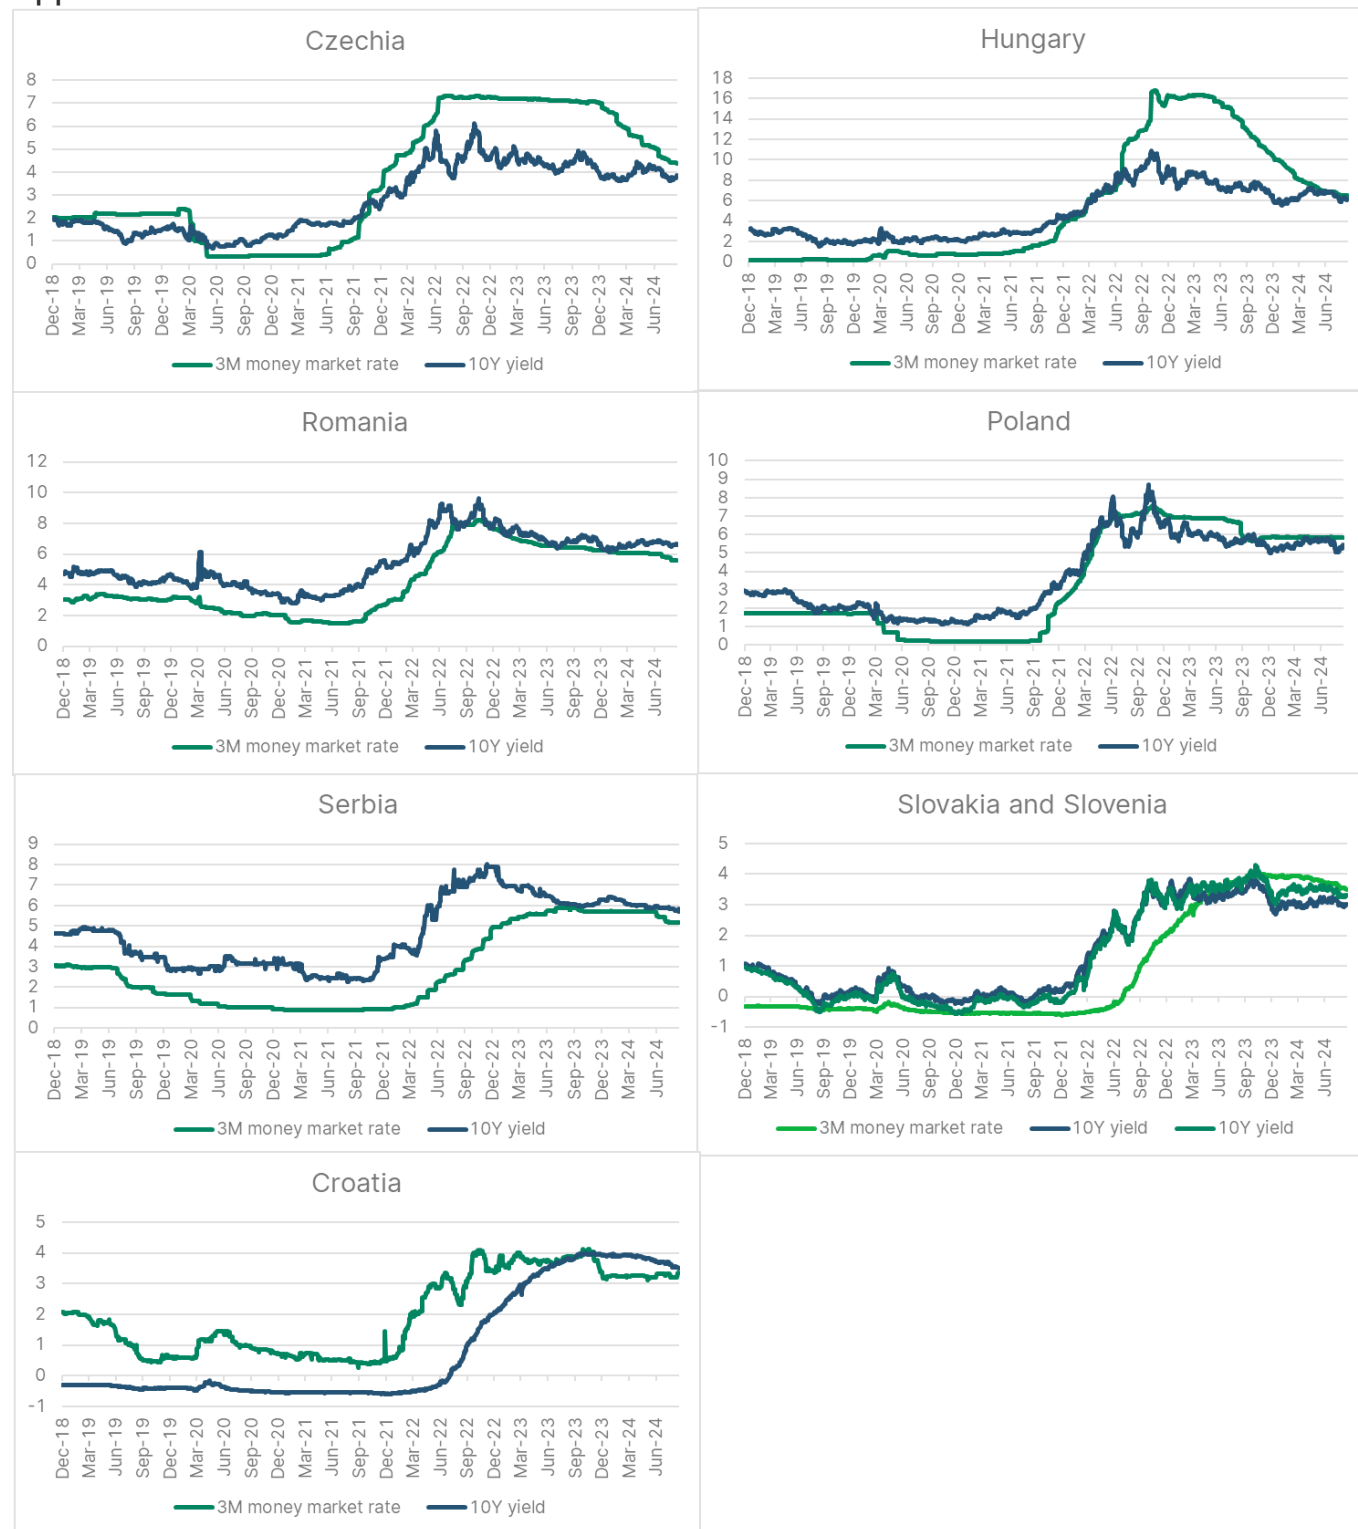 Czechia
8
7
6
5
4
3
2
1
0
Dec-18 Mar-19 Jun-19 Sep-19 Dec-19 Mar-20 Jun-20 Sep-20 Dec-20 Mar-21 Jun-21 Sep-21 Dec-21 Mar-22 Jun-22 Sep-22 Dec-22 Mar-23 Jun-23 Sep-23 Dec-23 Mar-24 Jun-24
3M money market rate 10Y yield
Hungary
18
16
14
12
10
8
6
4
2
0
Dec-18 Mar-19 Jun-19 Sep-19 Dec-19 Mar-20 Jun-20 Sep-20 Dec-20 Mar-21 Jun-21 Sep-21 Dec-21 Mar-22 Jun-22 Sep-22 Dec-22 Mar-23 Jun-23 Sep-23 Dec-23 Mar-24 Jun-24
3M money market rate 10Y yield
Romania
12
10
8
6
4
2
0
Dec-18 Mar-19 Jun-19 Sep-19 Dec-19 Mar-20 Jun-20 Sep-20 Dec-20 Mar-21 Jun-21 Sep-21 Dec-21 Mar-22 Jun-22 Sep-22 Dec-22 Mar-23 Jun-23 Sep-23 Dec-23 Mar-24 Jun-24
3M money market rate 10Y yield
Poland
10
9
8
7
6
5
4
3
2
1
0
Dec-18 Mar-19 Jun-19 Sep-19 Dec-19 Mar-20 Jun-20 Sep-20 Dec-20 Mar-21 Jun-21 Sep-21 Dec-21 Mar-22 Jun-22 Sep-22 Dec-22 Mar-23 Jun-23 Sep-23 Dec-23 Mar-24 Jun-24
3M money market rate 10Y yield
Serbia
9
8
7
6
5
4
3
2
1
0
Dec-18 Mar-19 Jun-19 Sep-19 Dec-19 Mar-20 Jun-20 Sep-20 Dec-20 Mar-21 Jun-21 Sep-21 Dec-21 Mar-22 Jun-22 Sep-22 Dec-22 Mar-23 Jun-23 Sep-23 Dec-23 Mar-24 Jun-24
3M money market rate 10Y yield
Slovakia and Slovenia
5
4
3
2
1
0
-1
Dec-18 Mar-19 Jun-19 Sep-19 Dec-19 Mar-20 Jun-20 Sep-20 Dec-20 Mar-21 Jun-21 Sep-21 Dec-21 Mar-22 Jun-22 Sep-22 Dec-22 Mar-23 Jun-23 Sep-23 Dec-23 Mar-24 Jun-24
3M money market rate 10Y yield 10Y yield
Croatia
5
4
3
2
1
0
-1
Dec-18 Mar-19 Jun-19 Sep-19 Dec-19 Mar-20 Jun-20 Sep-20 Dec-20 Mar-21 Jun-21 Sep-21 Dec-21 Mar-22 Jun-22 Sep-22 Dec-22 Mar-23 Jun-23 Sep-23 Dec-23 Mar-24 Jun-24
3M money market rate 10Y yield